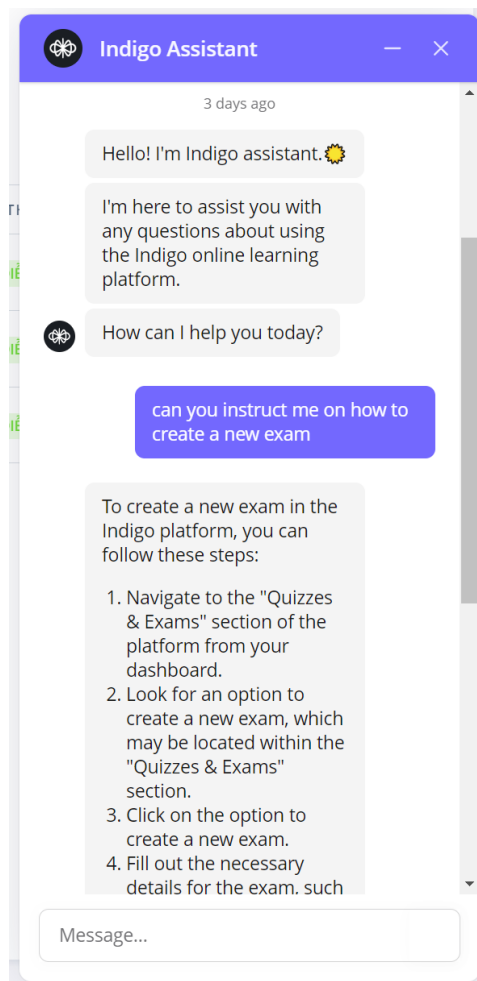 Indigo Assistant
3 days ago
Hello! I'm Indigo assistant.
I'm here to assist you with
any questions about using
the Indigo online learning
platform.
How can I help you today?
can you instruct me on how to
create a new exam
To create a new exam in the
Indigo platform, you can
follow these steps:
1. Navigate to the "Quizzes
& Exams" section of the
platform from your
dashboard.
2. Look for an option to
create a new exam, which
may be located within the
"Quizzes & Exams"
section.
3. Click on the option to
create a new exam.
4. Fill out the necessary
details for the exam, such
Message...